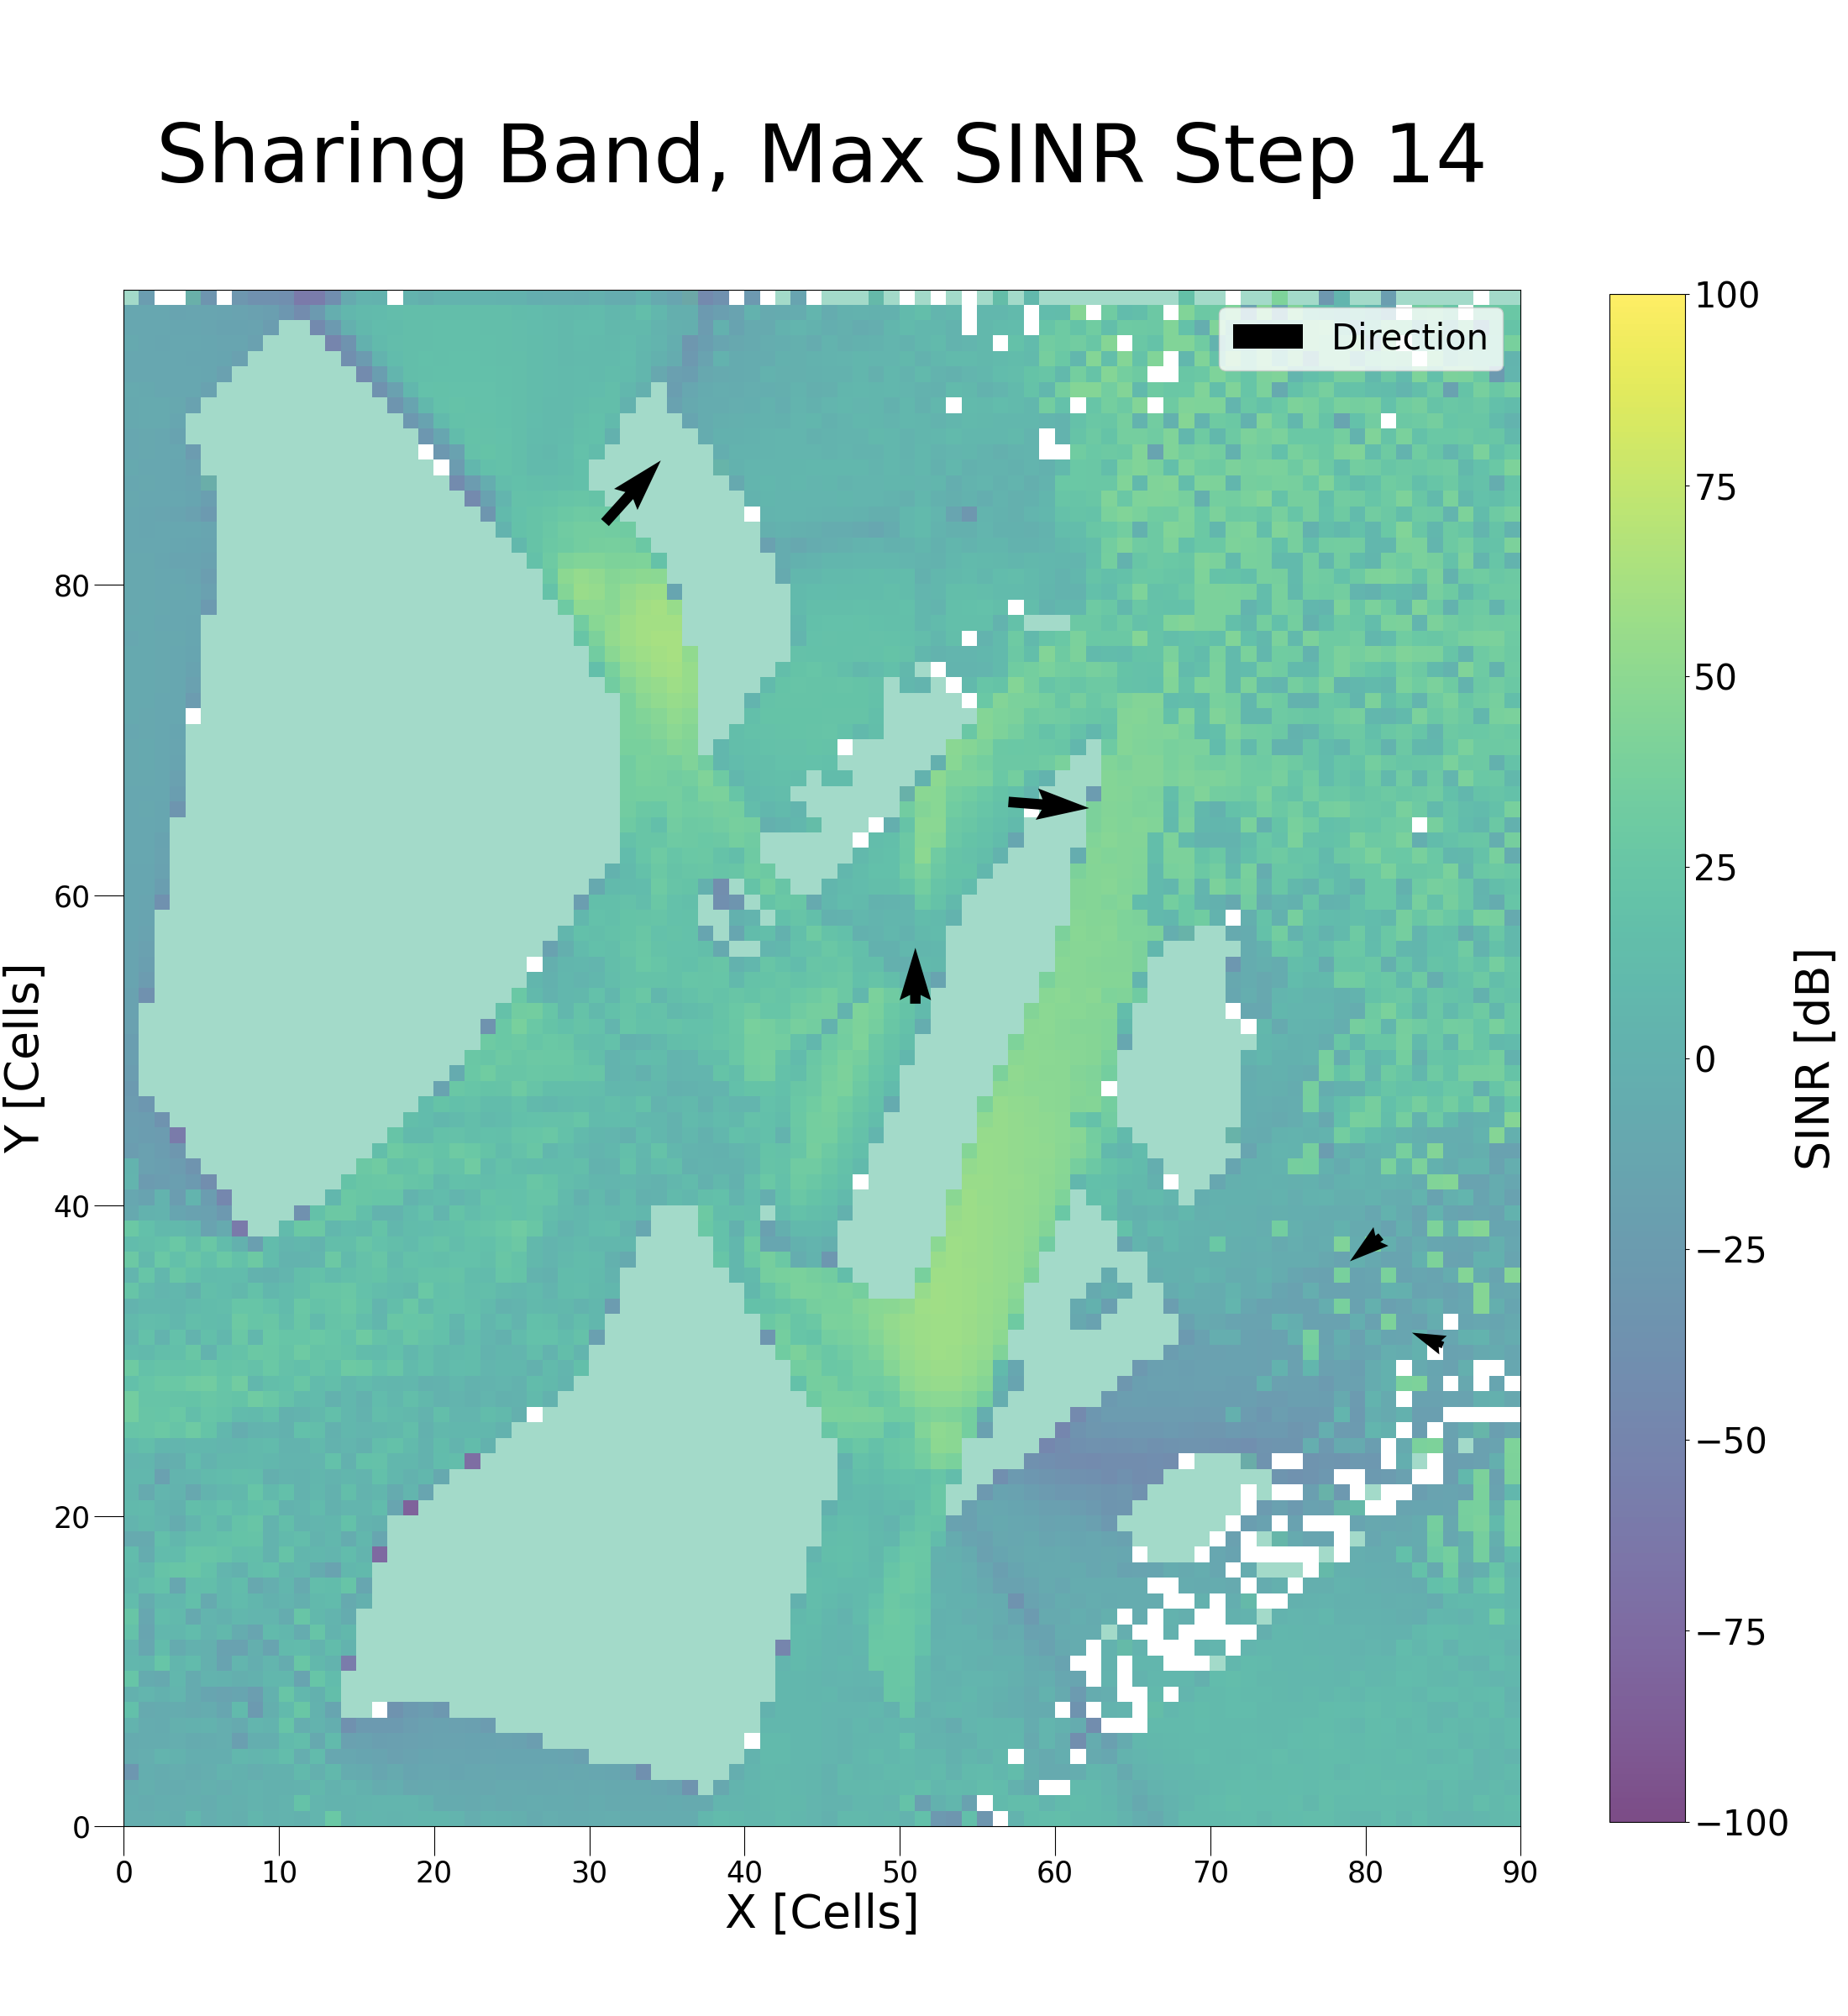 Sharing Band, Max SINR Step 14
Direction
Y [Cells]
80
60
40
20
0
0 10 20 30 40 50 60 70 80 90
X [Cells]
100
75
50
25
0
−25
−50
−75
−100
SINR [dB]